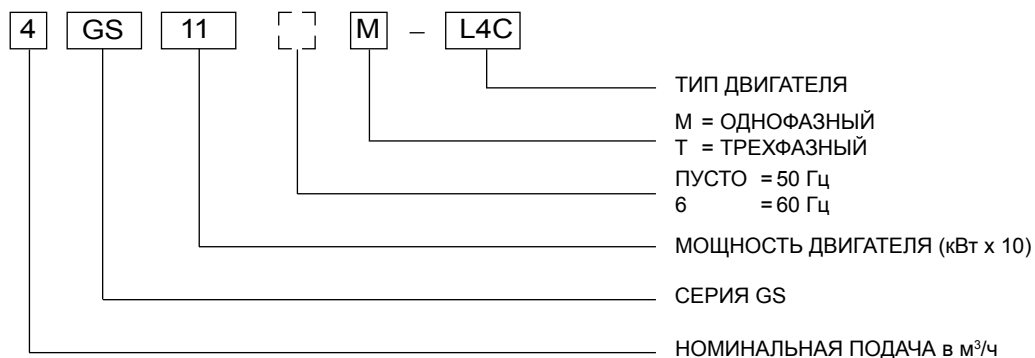 4 GS 11 M – L4C
ТИП ДВИГАТЕЛЯ
М = ОДНОФАЗНЫЙ
Т = ТРЕХФАЗНЫЙ
ПУСТО = 50 Гц
6 = 60 Гц
МОЩНОСТЬ ДВИГАТЕЛЯ (кВт х 10)
СЕРИЯ GS
НОМИНАЛЬНАЯ ПОДАЧА в м³/ч